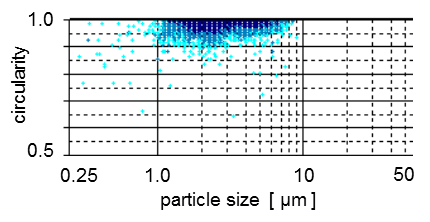 1.0
circularity
0.5
0.25 1.0 10 50
particle size [ µm ]